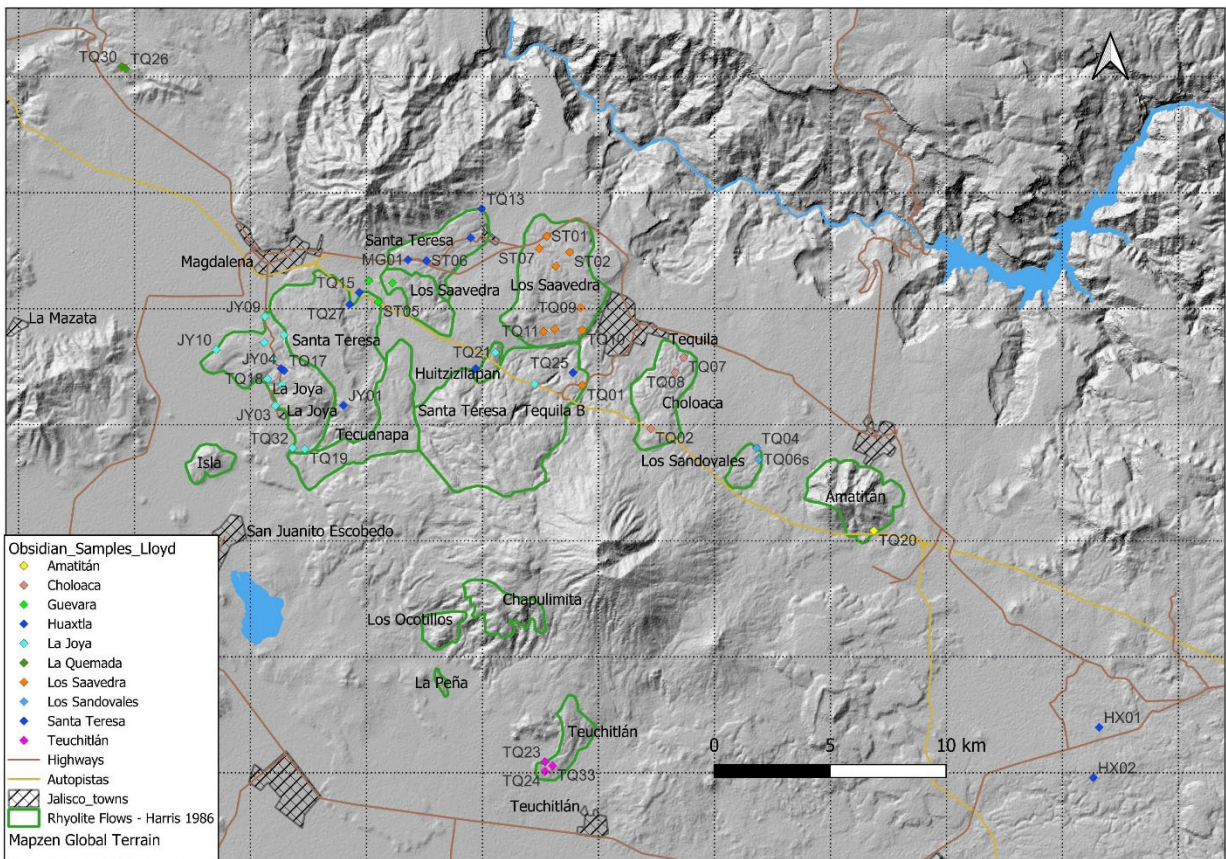 TQ30
TQ26
TQ13
ST01
Santa Teresa
MG01
ST06
ST07
ST02
Magdalena
Los Saavedra
Los Saavedra
TQ15
TQ27
ST05
TQ09
JY09
La Mazata
Santa Teresa
TQ11
TQ10
JY10
TQ21
Tequila
JY04
TQ17
Huitzizilapan
TQ25
TQ07
TQ18
La Joya
TQ08
TQ01
Choloaca
JY03
La Joya
JY01
Santa Teresa
Tequila B
TQ02
Tecuanapa
TQ32
TQ19
Los Sandovales
TQ04
TQ06s
Isla
Amatitán
San Juanito Escobedo
TQ20
Chapulimita
Los Ocotillos
La Peña
Teuchitlán
HX01
TQ23
TQ24
TQ33
0
10 km
HX02
Teuchitlán
Obsidian_Samples_Lloyd
Amatitán
Choloaca
Guevara
Huaxtla
La Joya
La Quemada
Los Saavedra
Los Sandovales
Santa Teresa
Teuchitlán
Highways
Autopistas
Jalisco_towns
Rhyolite Flows - Harris 1986
Mapzen Global Terrain